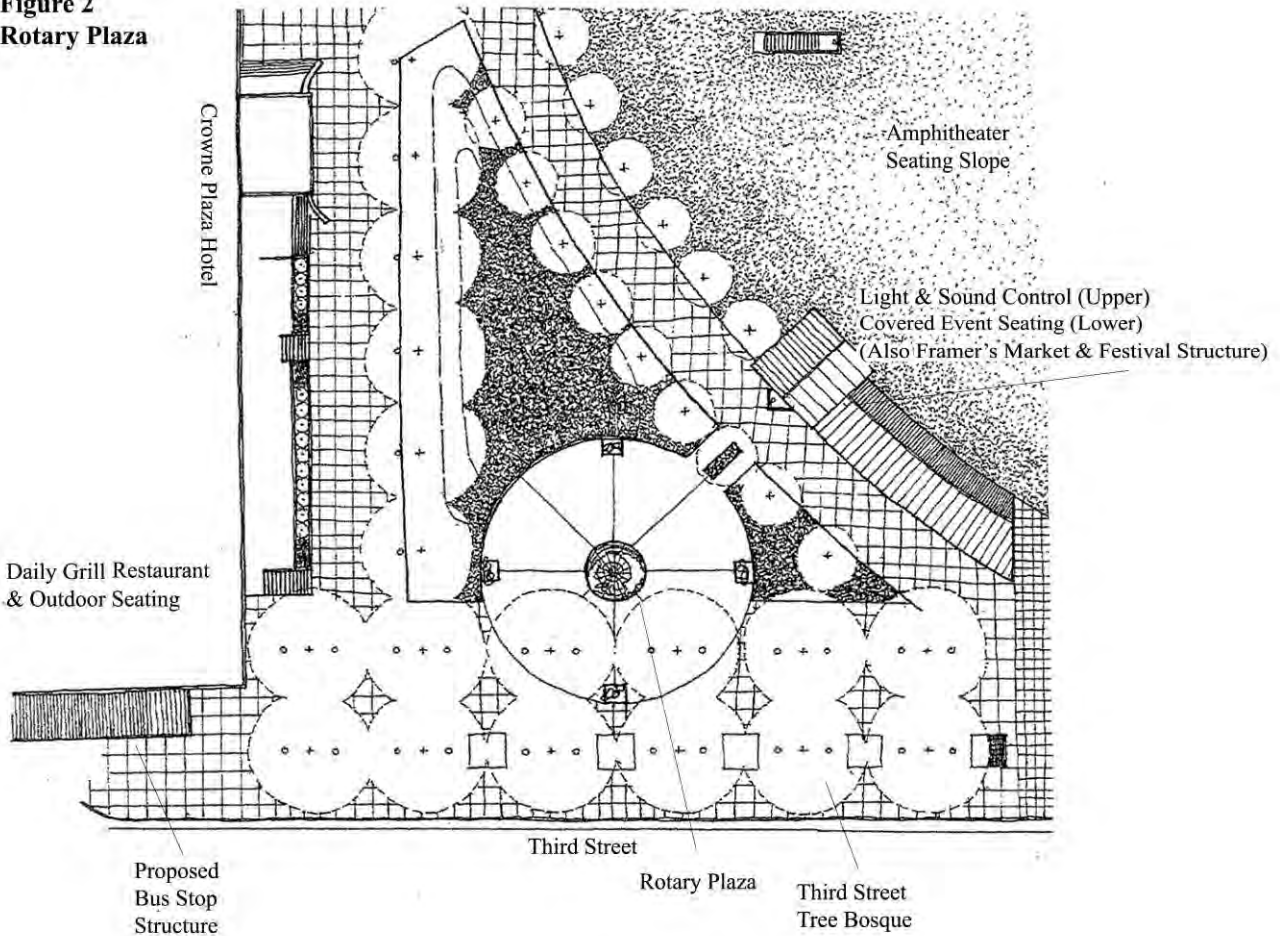 Figure 2
Rotary Plaza
Crowne Plaza Hotel
Amphitheater
Seating Slope
Light & Sound Control (Upper)
Covered Event Seating (Lower)
(Also Framer's Market & Festival Structure)
Daily Grill Restaurant
& Outdoor Seating
Third Street
Proposed
Bus Stop
Structure
Rotary Plaza
Third Street
Tree Bosque